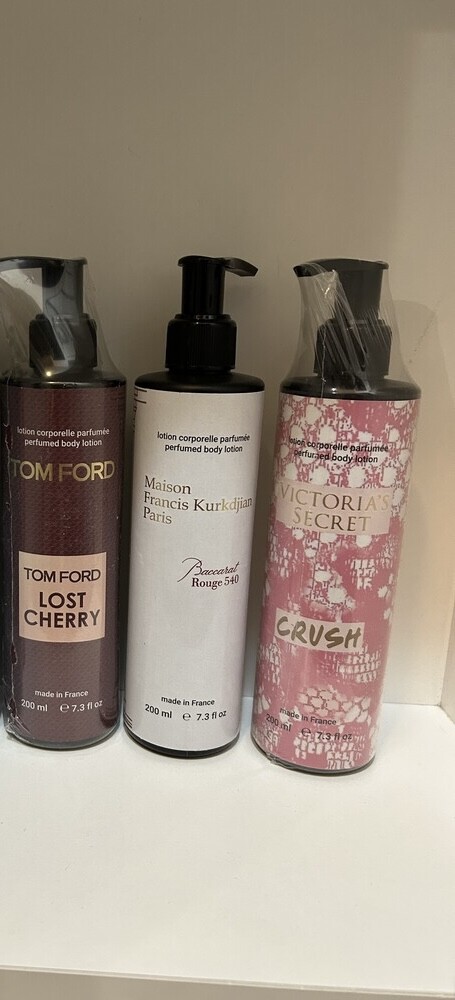 lotion corporelle parfumée
perfumed body lotion
TOM FORD
TOM FORD
LOST
CHERRY
made in France
200 ml ℮ 7.3 fl oz
lotion corporelle parfumée
perfumed body lotion
Maison
Francis Kurkdjian
Paris
Baccarat
Rouge 540
made in France
200 ml ℮ 7.3 fl oz
lotion corporelle parfumée
perfumed body lotion
VICTORIA'S
SECRET
CRUSH
made in France
200 ml ℮ 7.3 fl oz